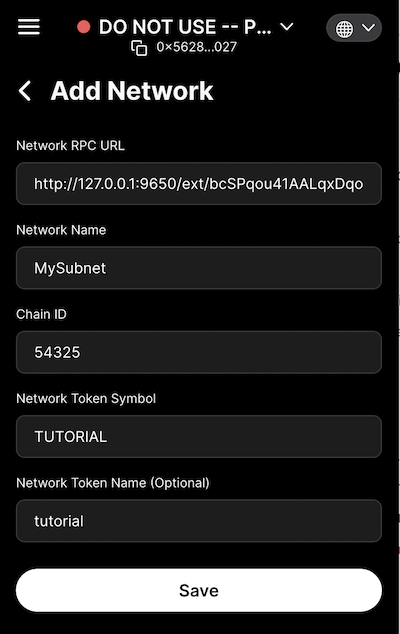 DO NOT USE -- P...
0x5628...027
Add Network
Network RPC URL
http://127.0.0.1:9650/ext/bcSPqou41AALqxDqo
Network Name
MySubnet
Chain ID
54325
Network Token Symbol
TUTORIAL
Network Token Name (Optional)
tutorial
Save